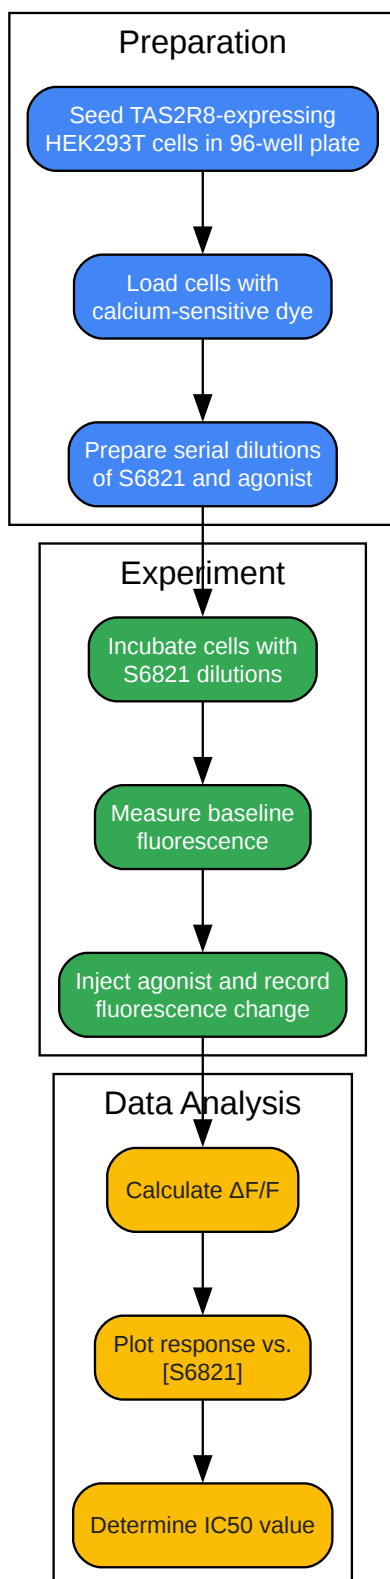 Preparation
Seed TAS2R8-expressing
HEK293T cells in 96-well plate
Load cells with
calcium-sensitive dye
Prepare serial dilutions
of S6821 and agonist
Experiment
Incubate cells with
S6821 dilutions
Measure baseline
fluorescence
Inject agonist and record
fluorescence change
Data Analysis
Calculate ΔF/F
Plot response vs.
[S6821]
Determine IC50 value